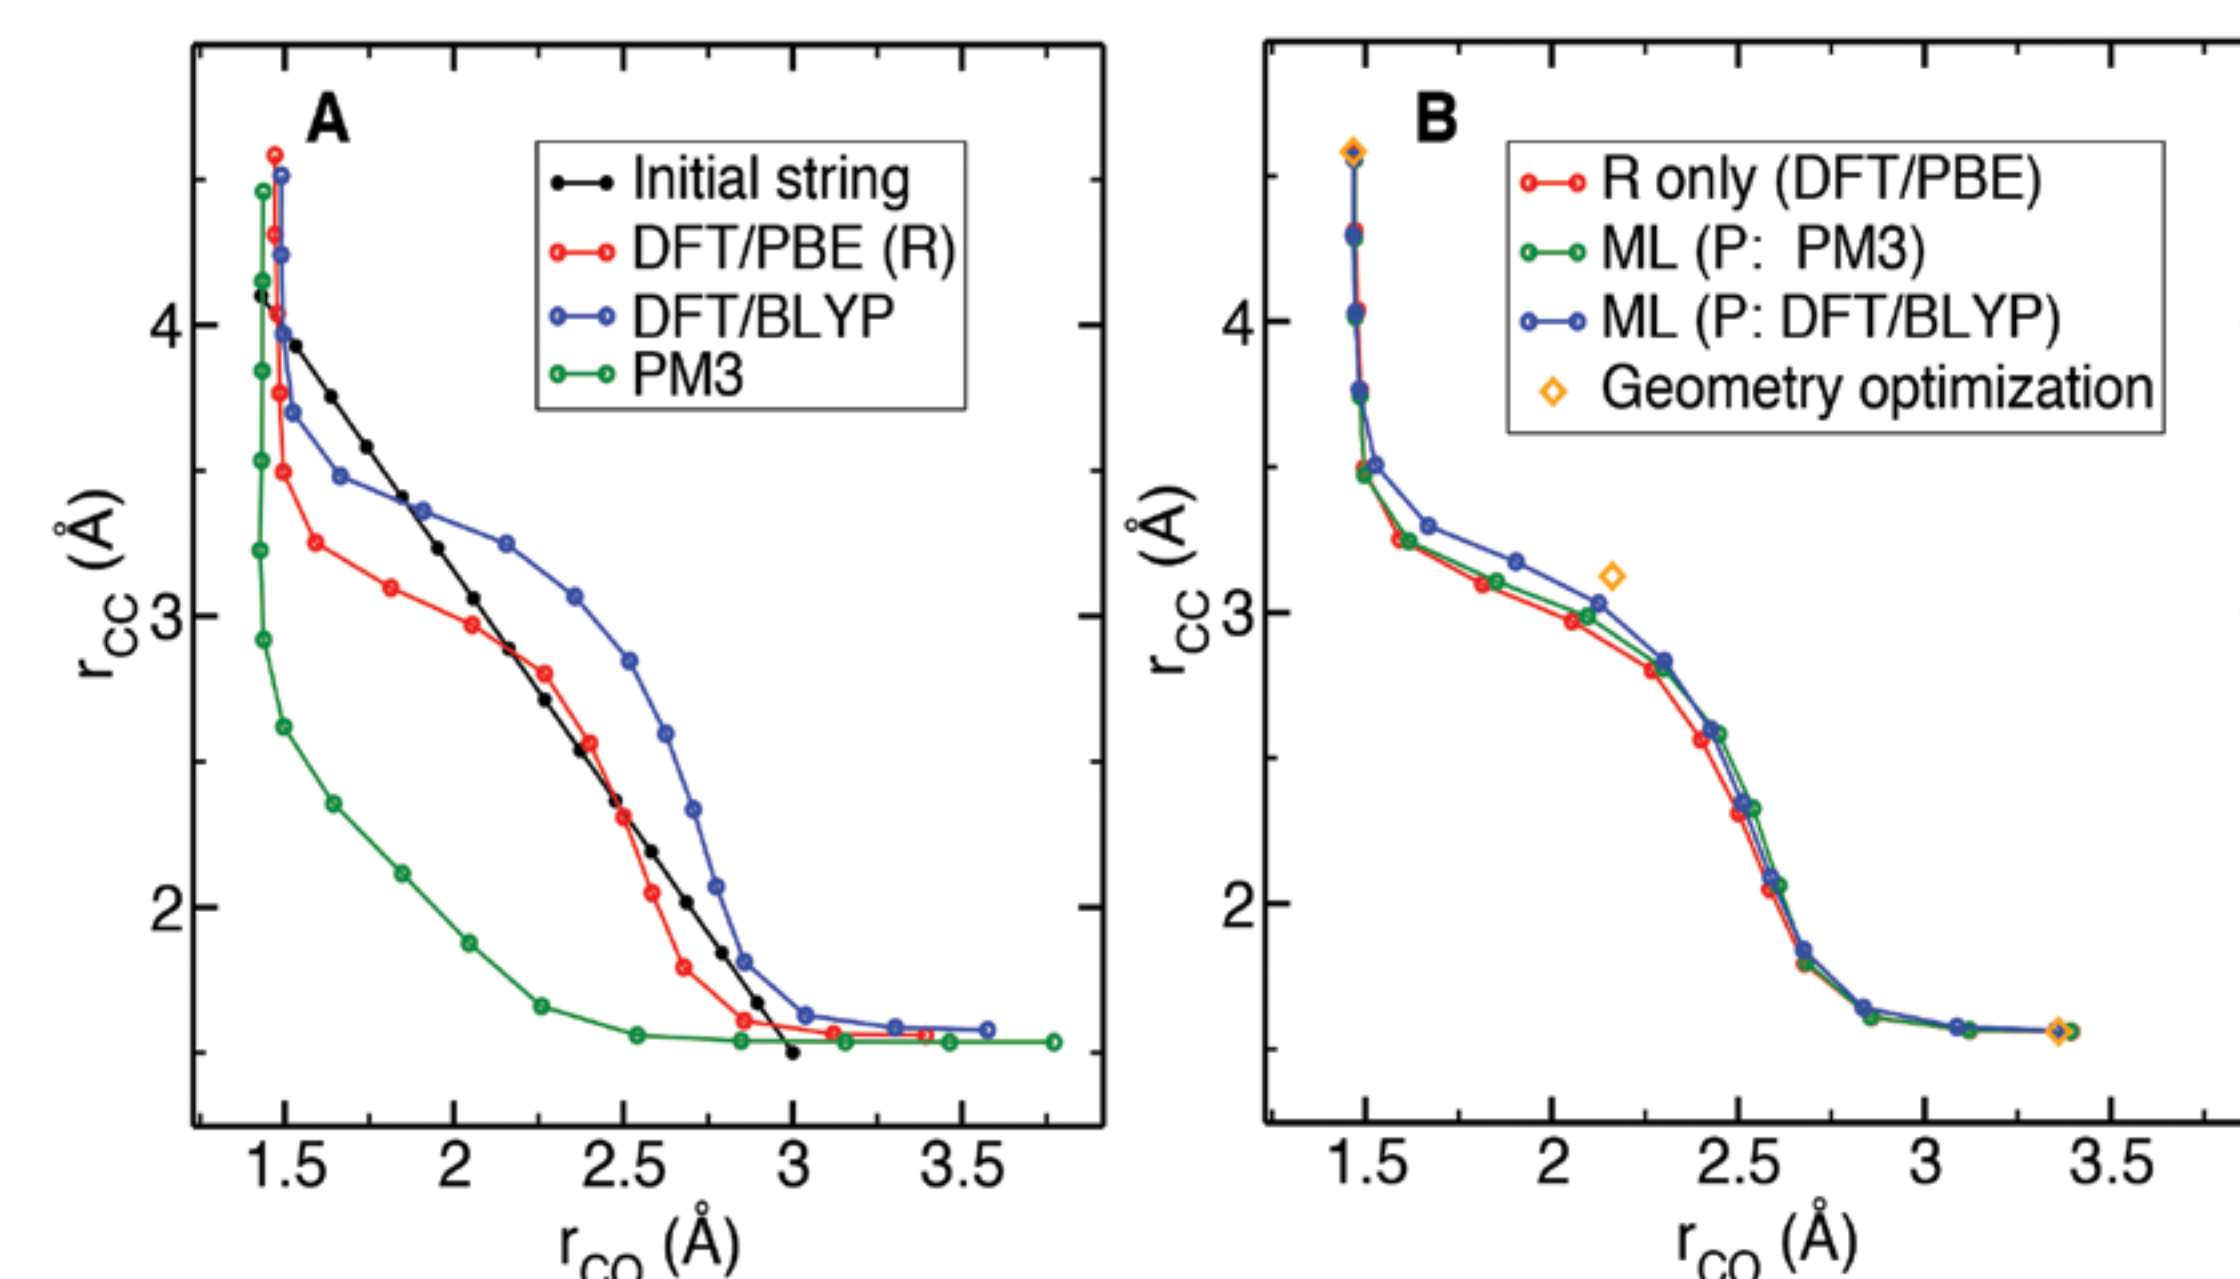 A
Initial string
DFT/PBE (R)
DFT/BLYP
PM3
4
3
2
rCC (Å)
1.5 2 2.5 3 3.5
rCO (Å)
B
R only (DFT/PBE)
ML (P: PM3)
ML (P: DFT/BLYP)
Geometry optimization
4
3
2
rCC (Å)
1.5 2 2.5 3 3.5
rCO (Å)